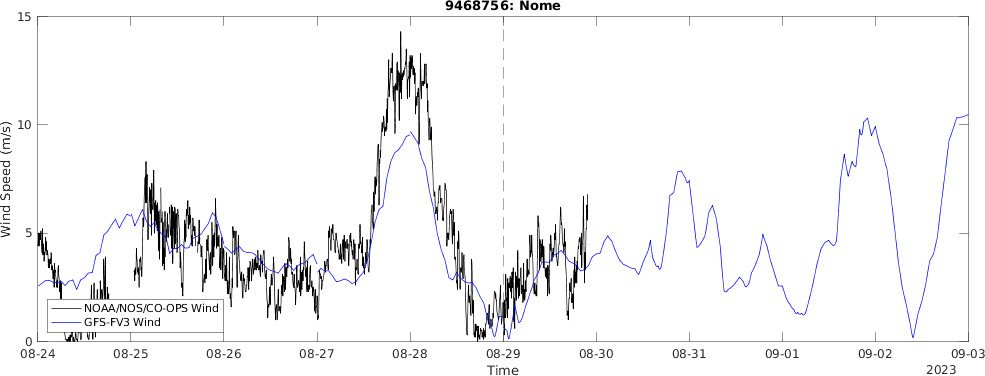 9468756: Nome
15
10
5
0
Wind Speed (m/s)
NOAA/NOS/CO-OPS Wind
GFS-FV3 Wind
08-24 08-25 08-26 08-27 08-28 08-29 08-30 08-31 09-01 09-02 09-03
Time
2023